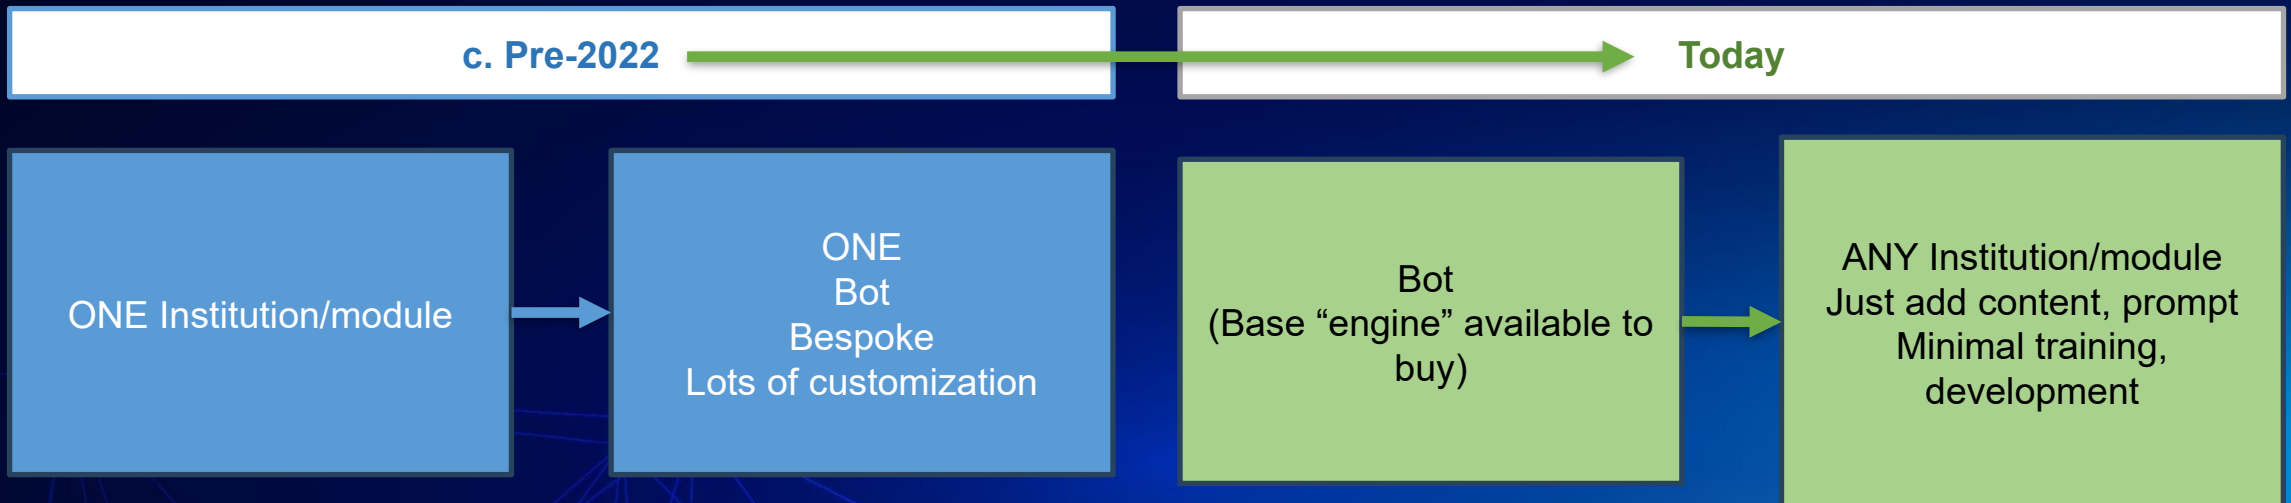 c. Pre-2022
Today
ONE Institution/module
ONE
Bot
Bespoke
Lots of customization
Bot
(Base “engine” available to
buy)
ANY Institution/module
Just add content, prompt
Minimal training,
development